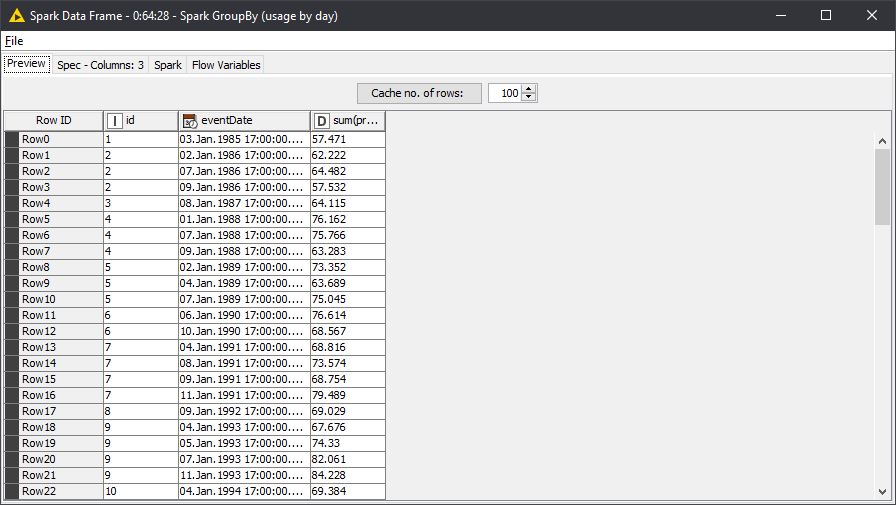 Spark Data Frame - 0:64:28 - Spark GroupBy (usage by day)
File
Preview Spec - Columns: 3 Spark Flow Variables
Cache no. of rows: 100
Row ID I id eventDate D sum(pr...
Row0 1 03.Jan.1985 17:00:00.... 57.471
Row1 2 02.Jan.1986 17:00:00.... 62.222
Row2 2 07.Jan.1986 17:00:00.... 64.482
Row3 2 09.Jan.1986 17:00:00.... 57.532
Row4 3 08.Jan.1987 17:00:00.... 64.115
Row5 4 01.Jan.1988 17:00:00.... 76.162
Row6 4 07.Jan.1988 17:00:00.... 75.766
Row7 4 09.Jan.1988 17:00:00.... 63.283
Row8 5 02.Jan.1989 17:00:00.... 73.352
Row9 5 04.Jan.1989 17:00:00.... 63.689
Row10 5 07.Jan.1989 17:00:00.... 75.045
Row11 6 06.Jan.1990 17:00:00.... 76.614
Row12 6 10.Jan.1990 17:00:00.... 68.567
Row13 7 04.Jan.1991 17:00:00.... 68.816
Row14 7 08.Jan.1991 17:00:00.... 73.574
Row15 7 09.Jan.1991 17:00:00.... 68.754
Row16 7 11.Jan.1991 17:00:00.... 79.489
Row17 8 09.Jan.1992 17:00:00.... 69.029
Row18 9 04.Jan.1993 17:00:00.... 67.676
Row19 9 05.Jan.1993 17:00:00.... 74.33
Row20 9 07.Jan.1993 17:00:00.... 82.061
Row21 9 11.Jan.1993 17:00:00.... 84.228
Row22 10 04.Jan.1994 17:00:00.... 69.384